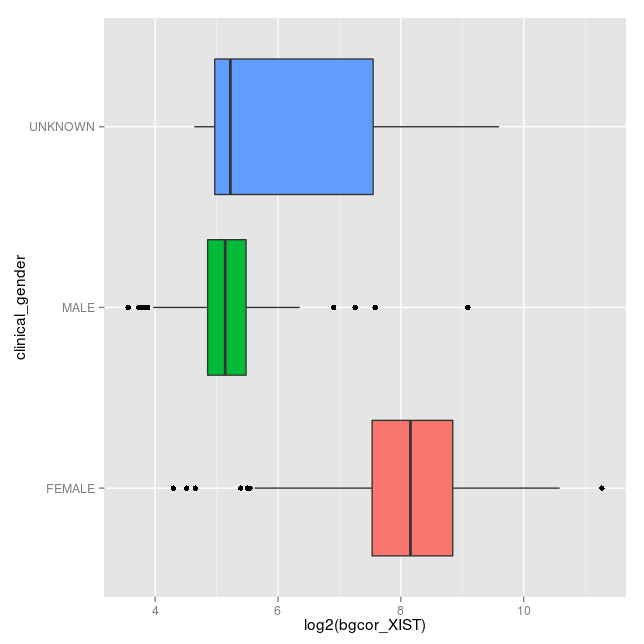 UNKNOWN
MALE
FEMALE
clinical_gender
4 6 8 10
log2(bgcor_XIST)